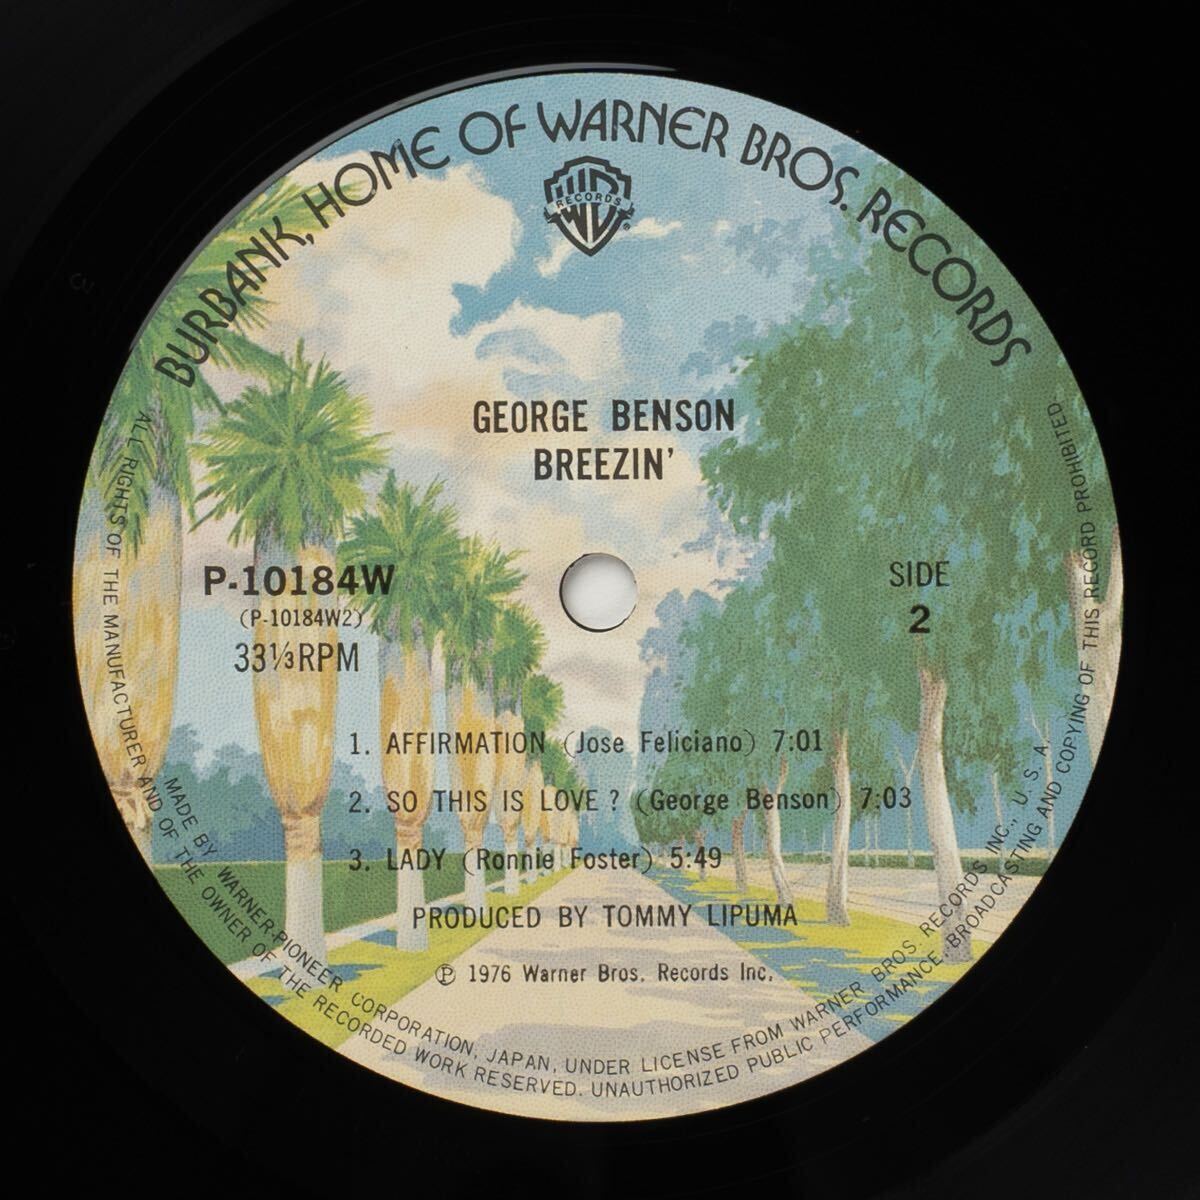 BURBANK, HOME OF WARNER BROS. RECORDS
WB
RECORDS
®
GEORGE BENSON
BREEZIN'
P-10184W
(P-10184W2)
33⅓RPM
SIDE
2
1. AFFIRMATION (Jose Feliciano) 7:01
2. SO THIS IS LOVE? (George Benson) 7:03
3. LADY (Ronnie Foster) 5:49
PRODUCED BY TOMMY LIPUMA
℗ 1976 Warner Bros. Records Inc.
MADE BY WARNER-PIONEER CORPORATION, JAPAN, UNDER LICENSE FROM WARNER BROS. RECORDS INC., U.S.A.
ALL RIGHTS OF THE MANUFACTURER AND OF THE OWNER OF THE RECORDED WORK RESERVED. UNAUTHORIZED PUBLIC PERFORMANCE, BROADCASTING AND COPYING OF THIS RECORD PROHIBITED.